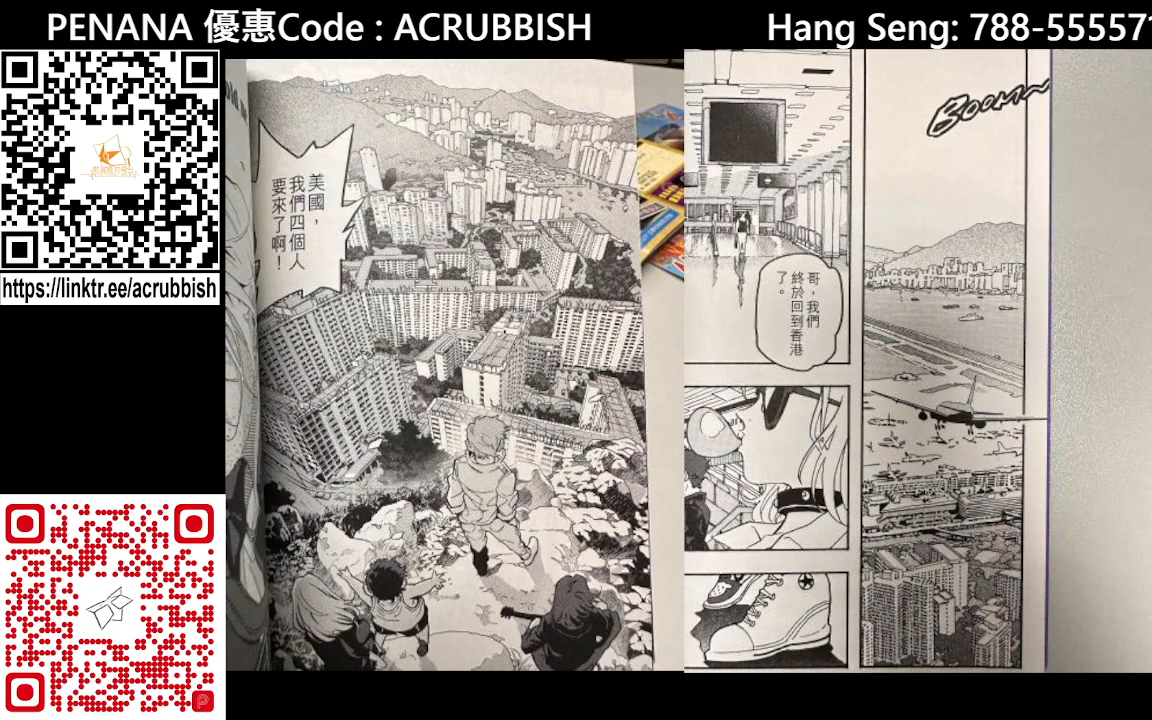 PENANA 優惠Code : ACRUBBISH
Hang Seng: 788-55557
https://linktr.ee/acrubbish
美國，
我們四個人
要來了啊！
BOOM
哥，我們
終於回到香港
了。